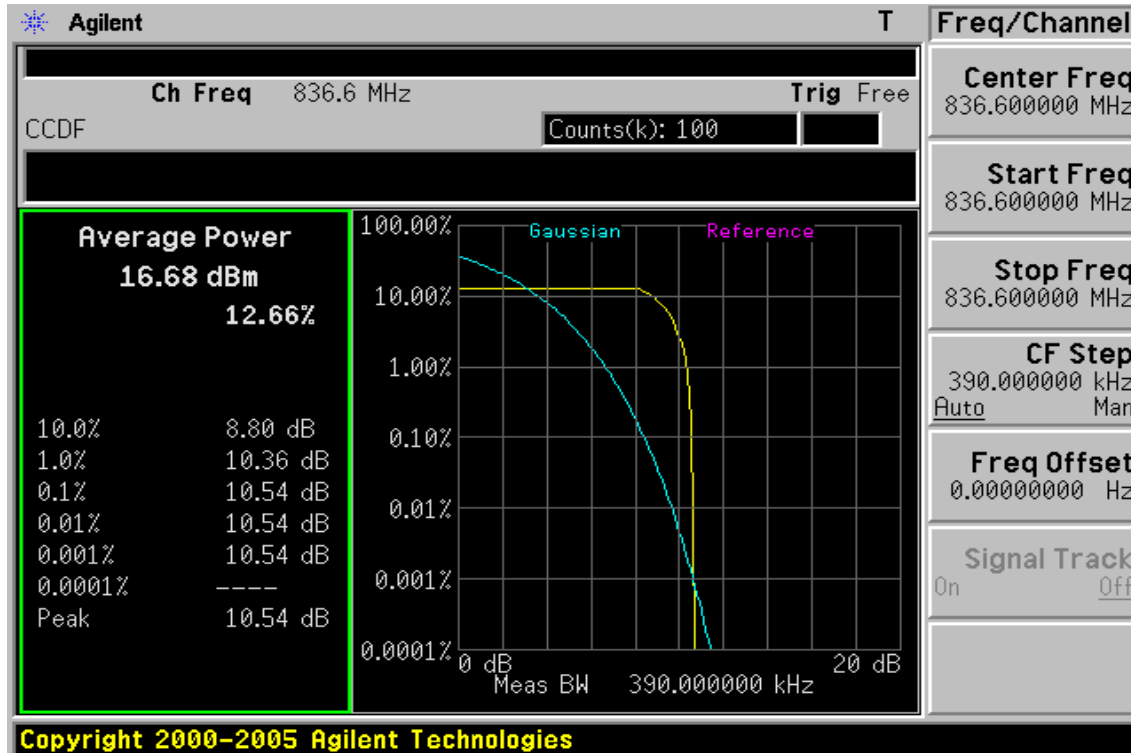 Agilent T
Ch Freq 836.6 MHz Trig Free
CCDF Counts(k): 100
Average Power
16.68 dBm
12.66%
10.0% 8.80 dB
1.0% 10.36 dB
0.1% 10.54 dB
0.01% 10.54 dB
0.001% 10.54 dB
0.0001% ----
Peak 10.54 dB
Gaussian Reference
100.00%
10.00%
1.00%
0.10%
0.01%
0.001%
0.0001%
0 dB 20 dB
Meas BW 390.000000 kHz
Freq/Channel
Center Freq
836.600000 MHz
Start Freq
836.600000 MHz
Stop Freq
836.600000 MHz
CF Step
390.000000 kHz
Auto Man
Freq Offset
0.00000000 Hz
Signal Track
On Off
Copyright 2000-2005 Agilent Technologies